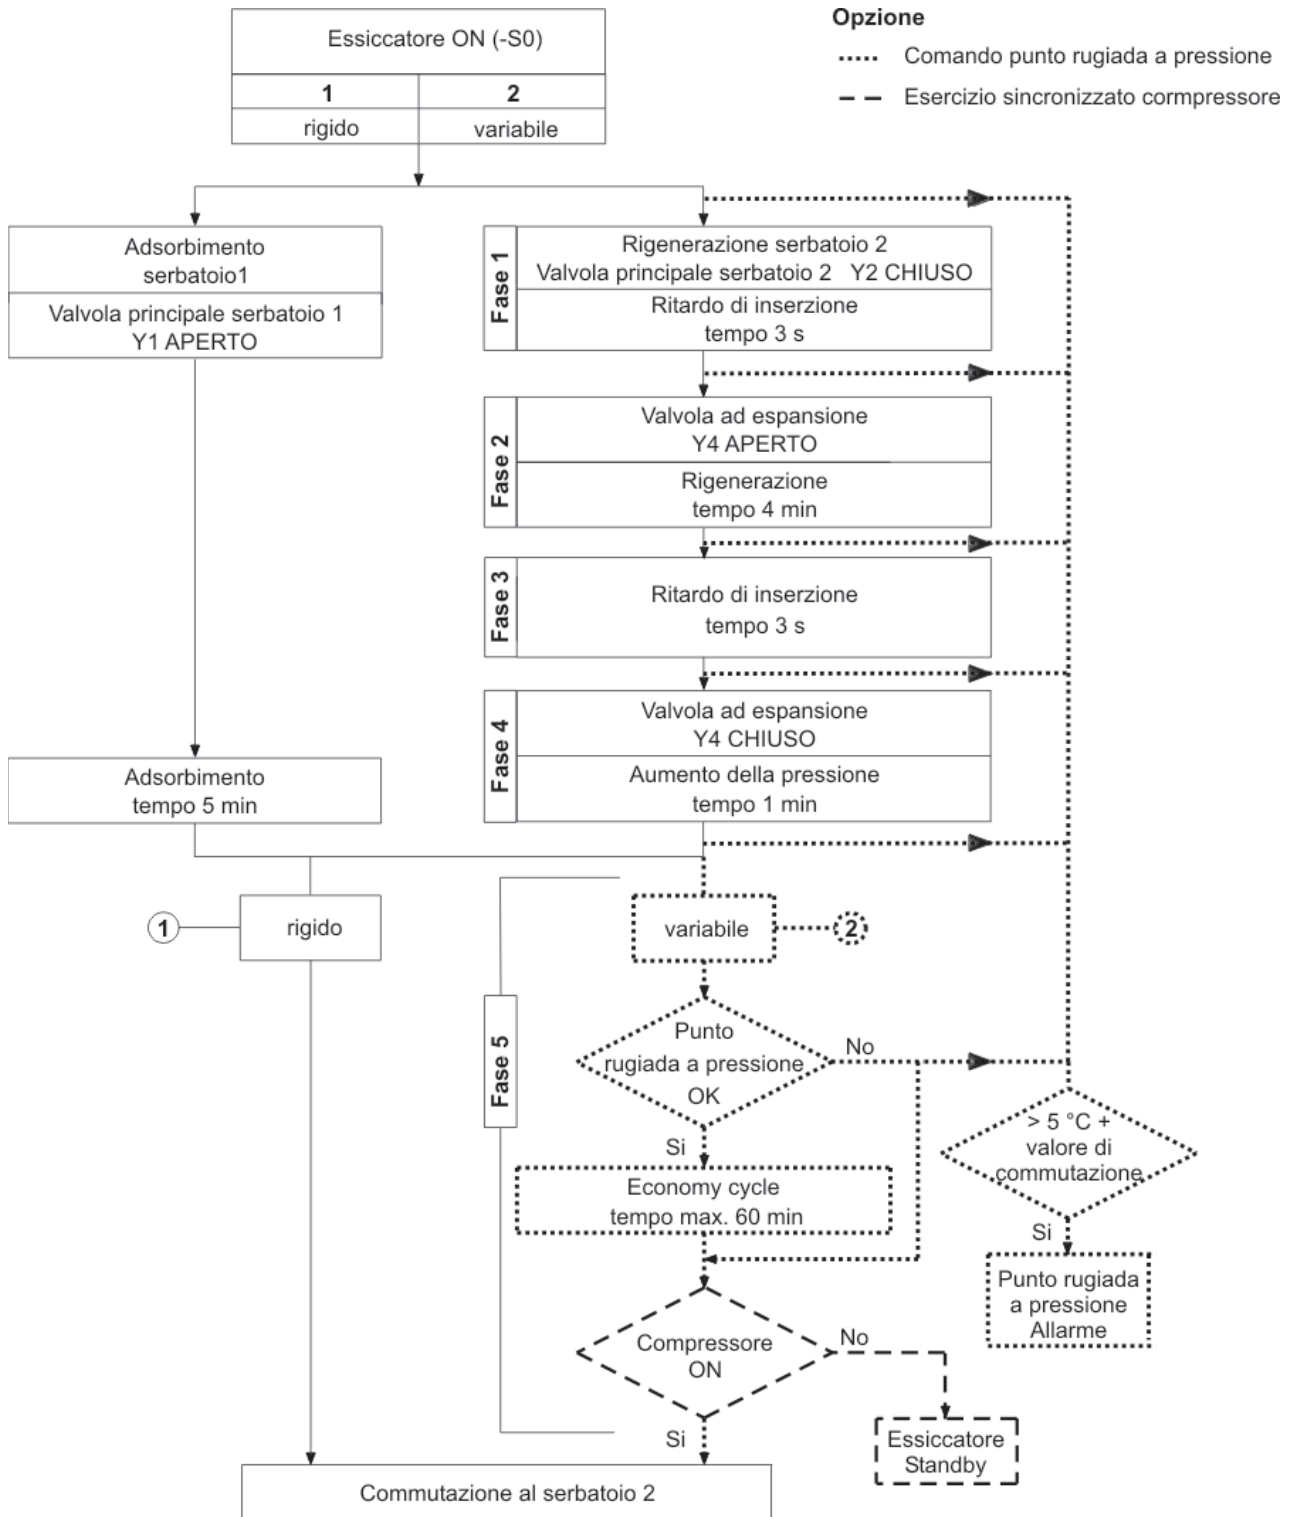 Essiccatore ON (-S0)
1
2
rigido
variabile
Opzione
Comando punto rugiada a pressione
Esercizio sincronizzato cormpressore
Adsorbimento
serbatoio1
Valvola principale serbatoio 1
Y1 APERTO
Fase 1
Rigenerazione serbatoio 2
Valvola principale serbatoio 2 Y2 CHIUSO
Ritardo di inserzione
tempo 3 s
Fase 2
Valvola ad espansione
Y4 APERTO
Rigenerazione
tempo 4 min
Fase 3
Ritardo di inserzione
tempo 3 s
Fase 4
Valvola ad espansione
Y4 CHIUSO
Aumento della pressione
tempo 1 min
Adsorbimento
tempo 5 min
1
rigido
variabile
2
Fase 5
Punto
rugiada a pressione
OK
No
Si
> 5 °C +
valore di
commutazione
Economy cycle
tempo max. 60 min
Si
Punto rugiada
a pressione
Allarme
Compressore
ON
No
Si
Essiccatore
Standby
Commutazione al serbatoio 2